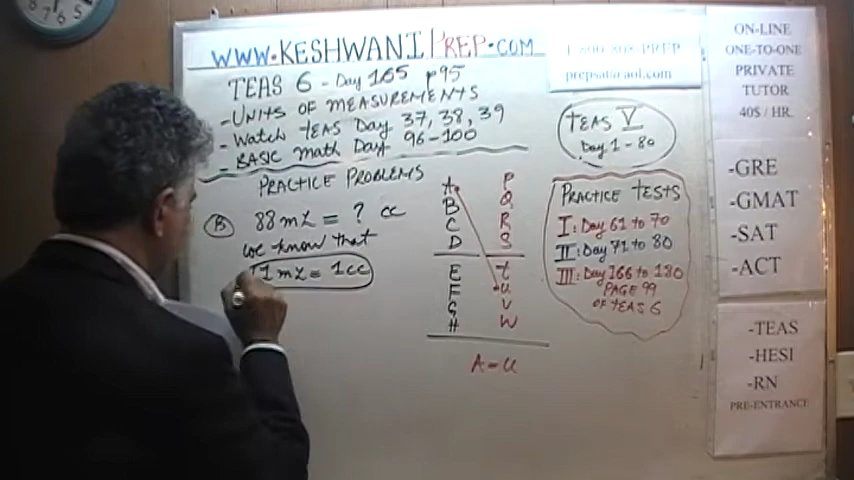 WWW.KESHWANIPREP.COM
TEAS 6 - Day 165 p95
- UNITS OF MEASUREMENTS
- Watch TEAS Day 37, 38, 39
- BASIC math Day 96-100
PRACTICE PROBLEMS
B 88 mL = ? cc
we know that
1 mL = 1cc
A
B
C
D
E
F
G
H
P
Q
R
S
t
u
V
W
A - U
PREP
prepsat@aol.com
TEAS V
Day 1 - 80
PRACTICE TESTS
I: Day 61 to 70
II: Day 71 to 80
III: Day 166 to 180
PAGE 99
OF TEAS 6
ON-LINE
ONE-TO-ONE
PRIVATE
TUTOR
40$ / HR.
-GRE
-GMAT
-SAT
-ACT
-TEAS
-HESI
-RN
PRE-ENTRANCE
8
7
6
5